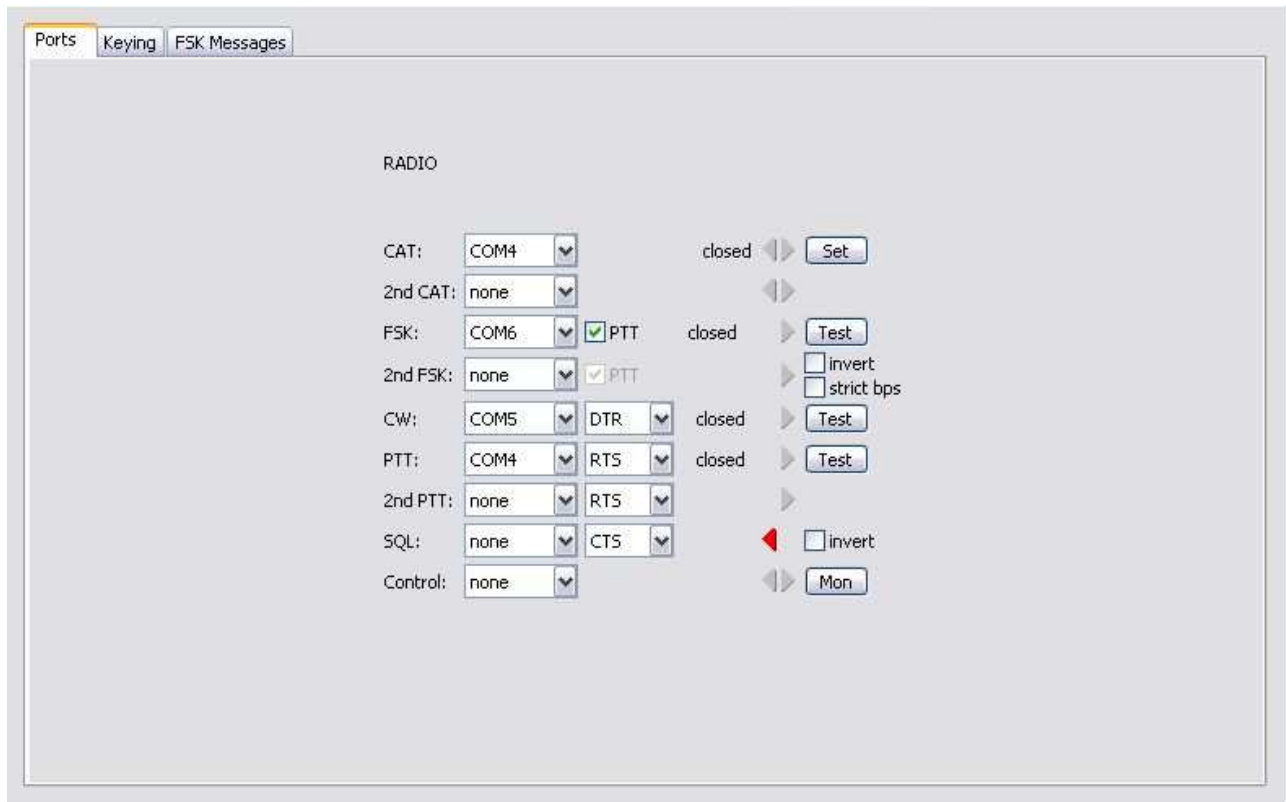 Ports Keying FSK Messages
RADIO
CAT: COM4 closed Set
2nd CAT: none
FSK: COM6 PTT closed Test
2nd FSK: none PTT invert
strict bps
CW: COM5 DTR closed Test
PTT: COM4 RTS closed Test
2nd PTT: none RTS
SQL: none CTS invert
Control: none Mon